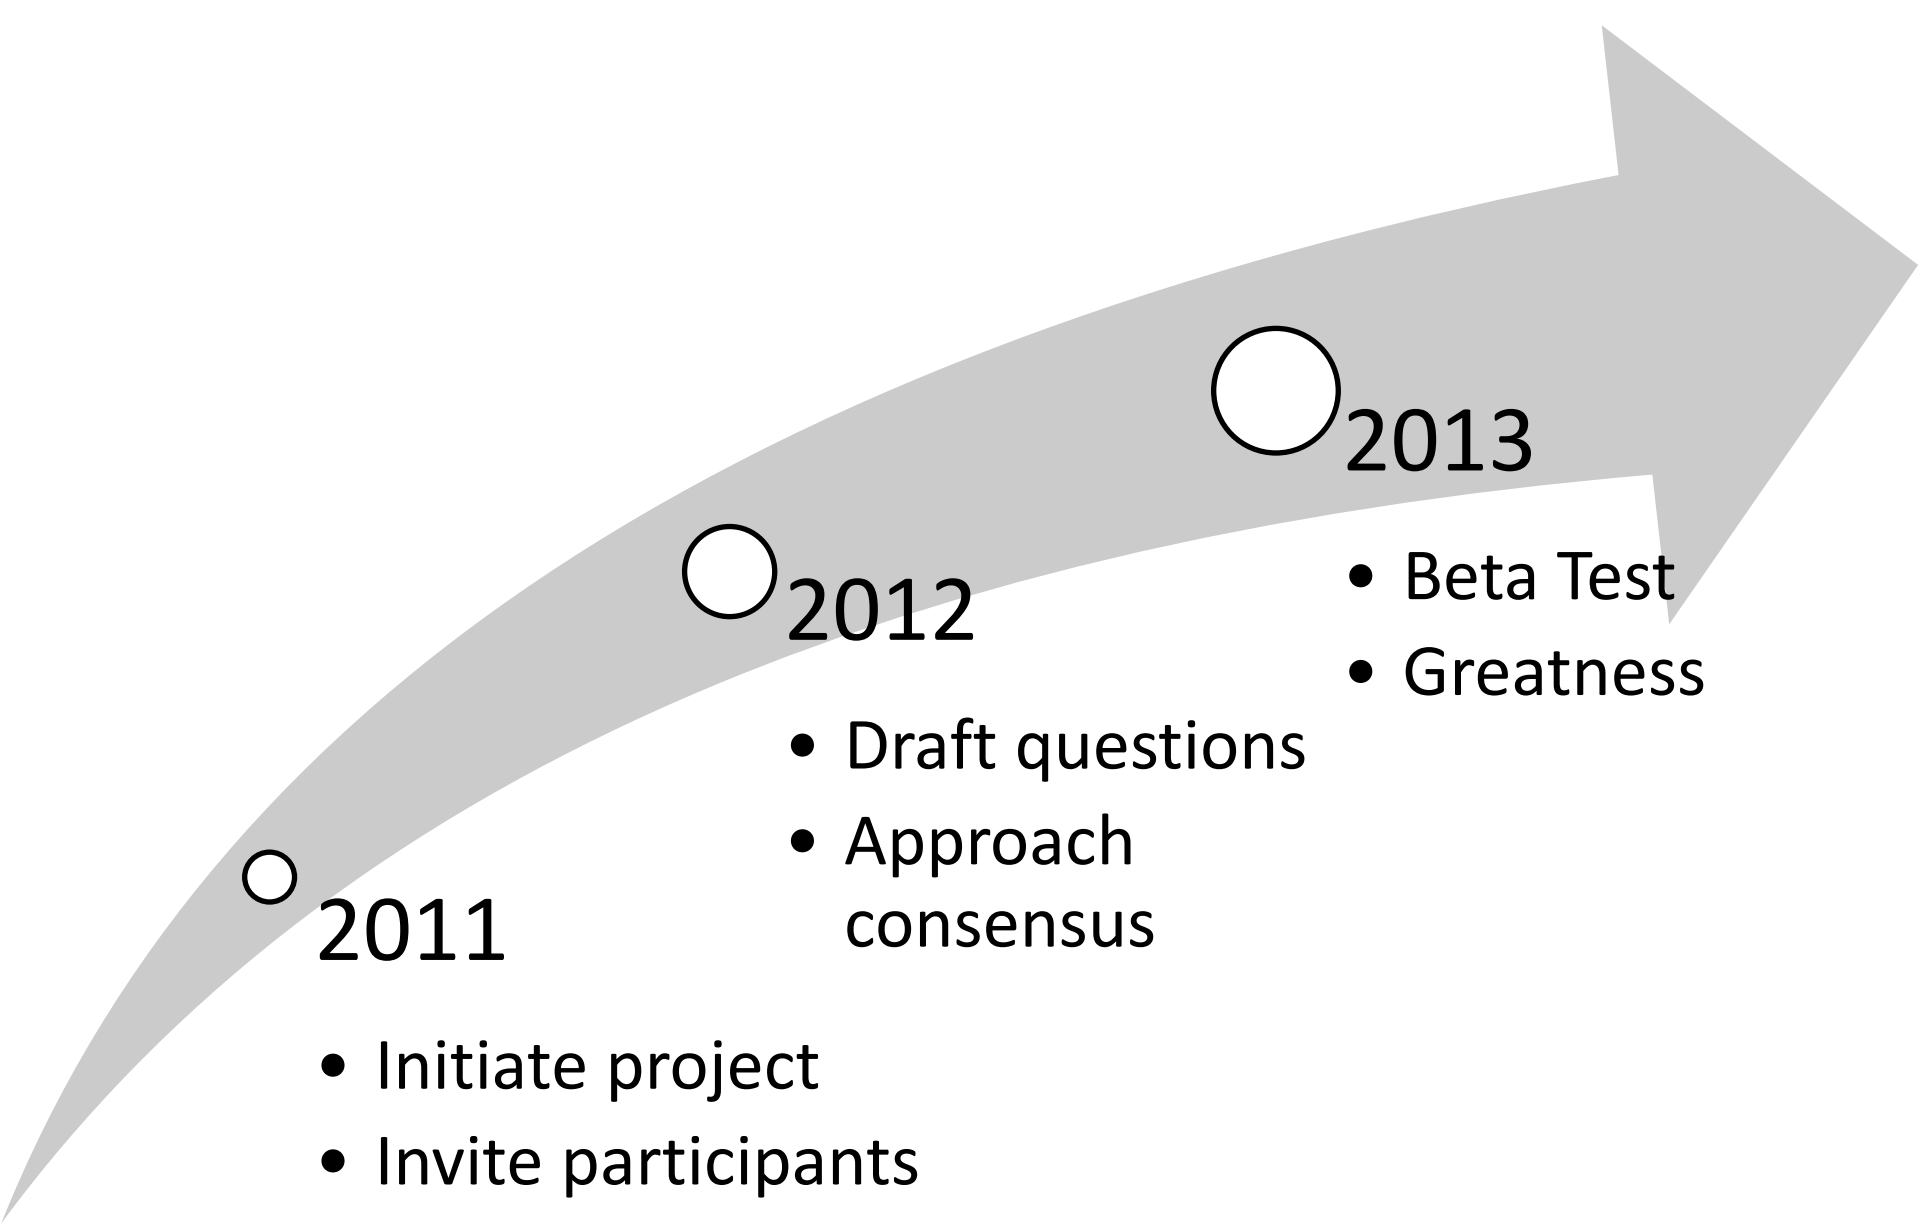 2011
• Initiate project
• Invite participants
2012
• Draft questions
• Approach
consensus
2013
• Beta Test
• Greatness